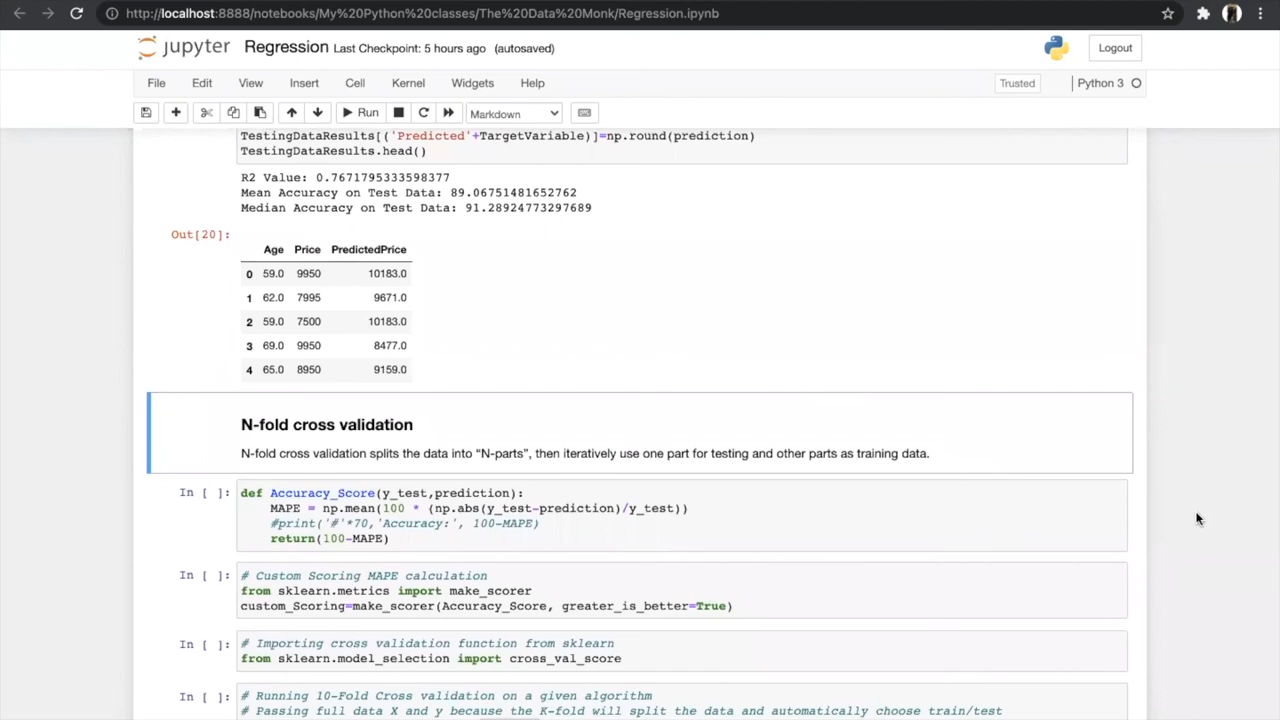 http://localhost:8888/notebooks/My%20Python%20classes/The%20Data%20Monk/Regression.ipynb
jupyter Regression Last Checkpoint: 5 hours ago (autosaved) Logout
File Edit View Insert Cell Kernel Widgets Help Trusted Python 3
Run Markdown
TestingDataResults[('Predicted'+TargetVariable)]=np.round(prediction)
TestingDataResults.head()
R2 Value: 0.7671795333598377
Mean Accuracy on Test Data: 89.06751481652762
Median Accuracy on Test Data: 91.28924773297689
Out[20]:
Age Price PredictedPrice
0 59.0 9950 10183.0
1 62.0 7995 9671.0
2 59.0 7500 10183.0
3 69.0 9950 8477.0
4 65.0 8950 9159.0
N-fold cross validation
N-fold cross validation splits the data into “N-parts”, then iteratively use one part for testing and other parts as training data.
In [ ]: def Accuracy_Score(y_test,prediction):
MAPE = np.mean(100 * (np.abs(y_test-prediction)/y_test))
#print('#'*70,'Accuracy:', 100-MAPE)
return(100-MAPE)
In [ ]: # Custom Scoring MAPE calculation
from sklearn.metrics import make_scorer
custom_Scoring=make_scorer(Accuracy_Score, greater_is_better=True)
In [ ]: # Importing cross validation function from sklearn
from sklearn.model_selection import cross_val_score
In [ ]: # Running 10-Fold Cross validation on a given algorithm
# Passing full data X and y because the K-fold will split the data and automatically choose train/test